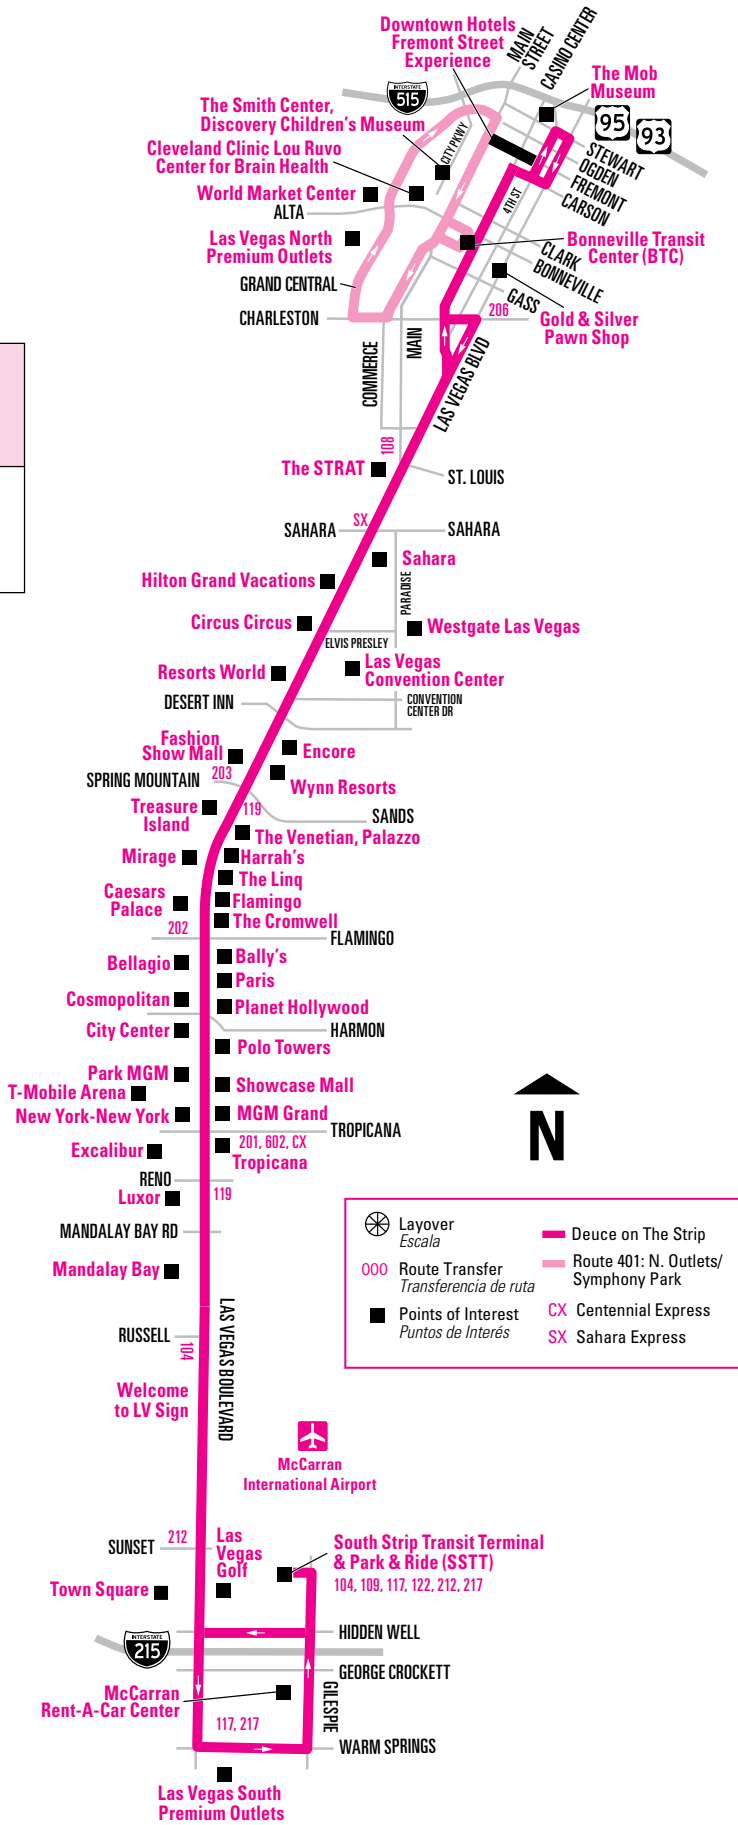 Downtown Hotels
Fremont Street
Experience
MAIN
STREET
CASINO CENTER
The Mob
Museum
INTERSTATE
515
95
93
The Smith Center,
Discovery Children's Museum
CITY PKWY
Cleveland Clinic Lou Ruvo
Center for Brain Health
STEWART
OGDEN
FREMONT
CARSON
4TH ST
World Market Center
ALTA
Las Vegas North
Premium Outlets
Bonneville Transit
Center (BTC)
CLARK
BONNEVILLE
GASS
GRAND CENTRAL
CHARLESTON
206
Gold & Silver
Pawn Shop
COMMERCE
MAIN
LAS VEGAS BLVD
108
The STRAT
ST. LOUIS
SX
SAHARA
SAHARA
Sahara
Hilton Grand Vacations
PARADISE
Circus Circus
Westgate Las Vegas
ELVIS PRESLEY
Resorts World
Las Vegas
Convention Center
DESERT INN
CONVENTION
CENTER DR
Fashion
Show Mall
Encore
SPRING MOUNTAIN
203
Wynn Resorts
Treasure
Island
119
SANDS
The Venetian, Palazzo
Mirage
Harrah's
The Linq
Caesars
Palace
Flamingo
The Cromwell
202
FLAMINGO
Bellagio
Bally's
Paris
Cosmopolitan
Planet Hollywood
City Center
HARMON
Polo Towers
Park MGM
T-Mobile Arena
Showcase Mall
New York-New York
MGM Grand
TROPICANA
201, 602, CX
Excalibur
Tropicana
RENO
Luxor
119
MANDALAY BAY RD
Mandalay Bay
N
Layover
Escala
000 Route Transfer
Transferencia de ruta
Points of Interest
Puntos de Interés
Deuce on The Strip
Route 401: N. Outlets/
Symphony Park
CX Centennial Express
SX Sahara Express
LAS VEGAS BOULEVARD
RUSSELL
104
Welcome
to LV Sign
McCarran
International Airport
SUNSET
212
Las
Vegas
Golf
South Strip Transit Terminal
& Park & Ride (SSTT)
104, 109, 117, 122, 212, 217
Town Square
INTERSTATE
215
HIDDEN WELL
GEORGE CROCKETT
McCarran
Rent-A-Car Center
GILESPIE
117, 217
WARM SPRINGS
Las Vegas South
Premium Outlets